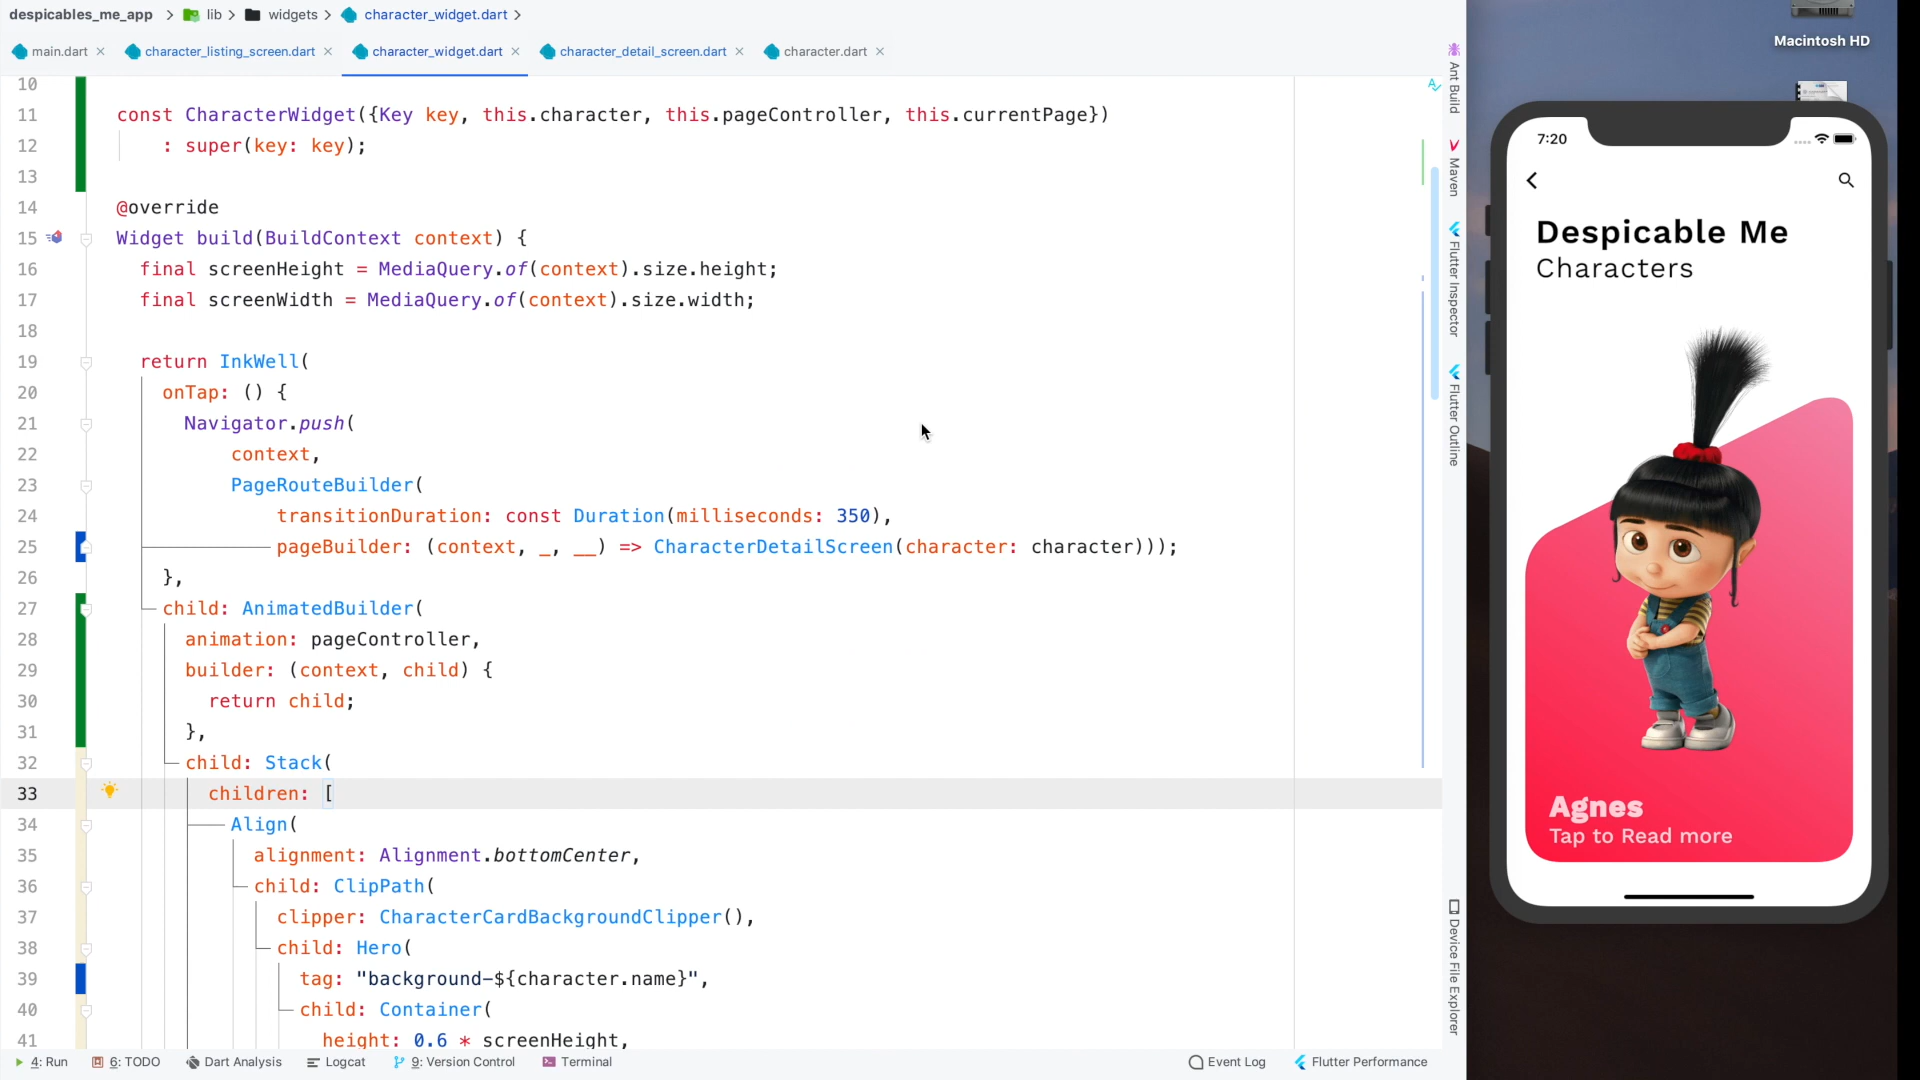 despicables_me_app > lib > widgets > character_widget.dart >
main.dart × character_listing_screen.dart × character_widget.dart × character_detail_screen.dart × character.dart ×
10
11 const CharacterWidget({Key key, this.character, this.pageController, this.currentPage})
12 : super(key: key);
13
14 @override
15 Widget build(BuildContext context) {
16 final screenHeight = MediaQuery.of(context).size.height;
17 final screenWidth = MediaQuery.of(context).size.width;
18
19 return InkWell(
20 onTap: () {
21 Navigator.push(
22 context,
23 PageRouteBuilder(
24 transitionDuration: const Duration(milliseconds: 350),
25 pageBuilder: (context, _, __) => CharacterDetailScreen(character: character)));
26 },
27 child: AnimatedBuilder(
28 animation: pageController,
29 builder: (context, child) {
30 return child;
31 },
32 child: Stack(
33 children: [
34 Align(
35 alignment: Alignment.bottomCenter,
36 child: ClipPath(
37 clipper: CharacterCardBackgroundClipper(),
38 child: Hero(
39 tag: "background-${character.name}",
40 child: Container(
41 height: 0.6 * screenHeight,
4: Run 6: TODO Dart Analysis Logcat 9: Version Control Terminal Event Log Flutter Performance
Ant Build
Maven
Flutter Inspector
Flutter Outline
Device File Explorer
Macintosh HD
7:20
Despicable Me
Characters
Agnes
Tap to Read more